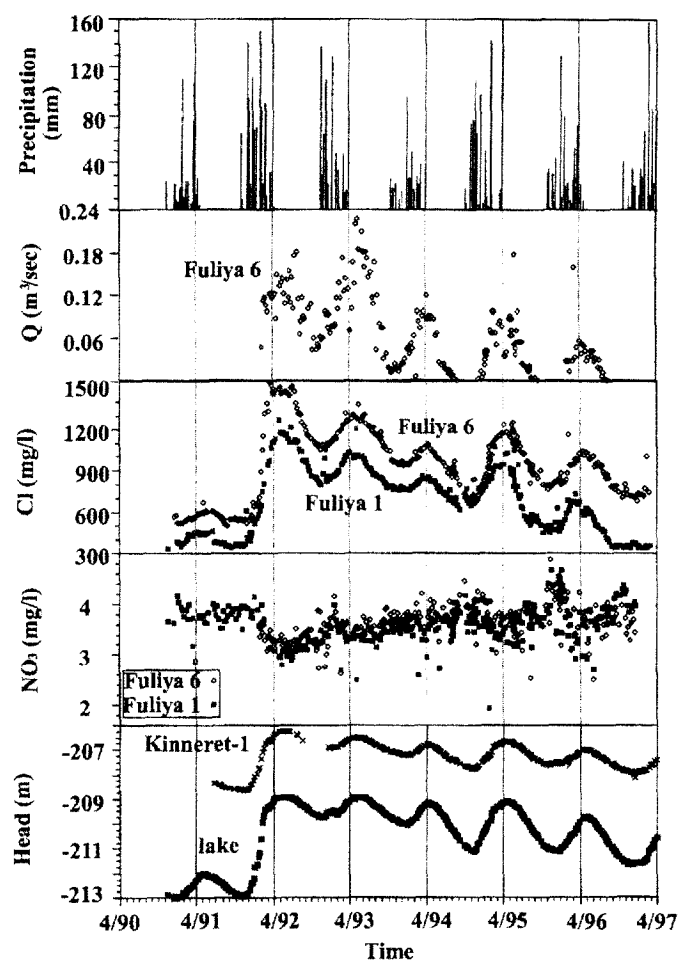 Precipitation
(mm)
160
120
80
40
0.24
Q (m³/sec)
0.18
0.12
0.06
Fuliya 6
Cl (mg/l)
1500
1200
900
600
300
Fuliya 6
Fuliya 1
NO₃ (mg/l)
4
3
2
Fuliya 6
Fuliya 1
Head (m)
-207
-209
-211
-213
Kinneret-1
lake
4/90
4/91
4/92
4/93
4/94
4/95
4/96
4/97
Time